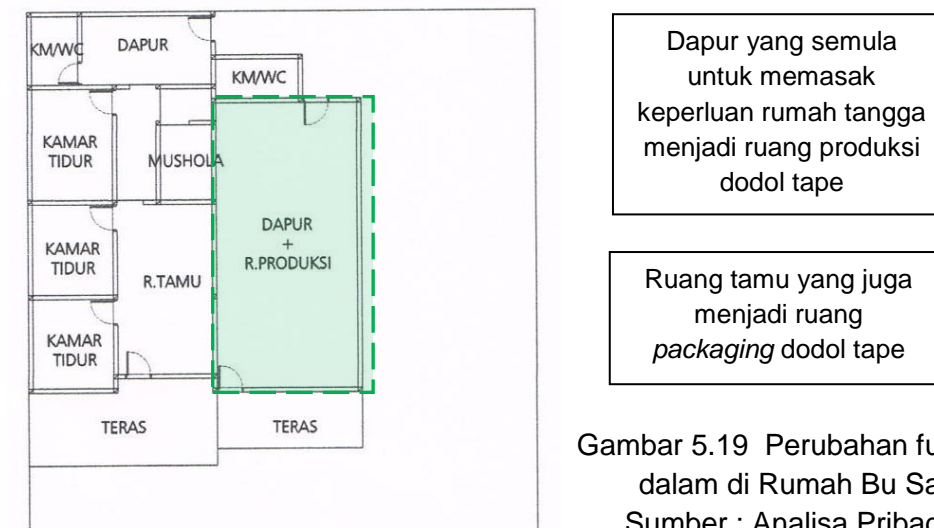 KM/WC
DAPUR
KM/WC
KAMAR
TIDUR
MUSHOLA
DAPUR
+
R.PRODUKSI
KAMAR
TIDUR
R.TAMU
KAMAR
TIDUR
TERAS
TERAS
Dapur yang semula
untuk memasak
keperluan rumah tangga
menjadi ruang produksi
dodol tape
Ruang tamu yang juga
menjadi ruang
packaging dodol tape
Gambar 5.19 Perubahan fu
dalam di Rumah Bu Sa
Sumber : Analisa Pribad